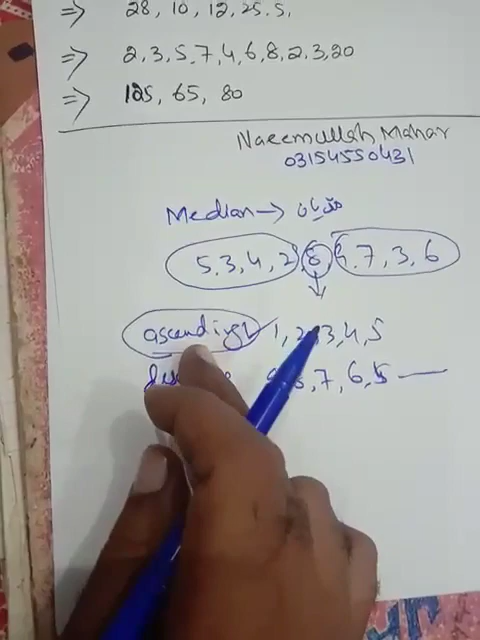 ⇒ 28, 10, 12, 25, 5,
⇒ 2, 3, 5, 7, 4, 6, 8, 2, 3, 20
⇒ 125, 65, 80
Naeemullah Mahar
03154550431
Median →
5, 3, 4, 2, 8, 9, 7, 3, 6
ascending 1, 2, 3, 4, 5
8, 7, 6, 5